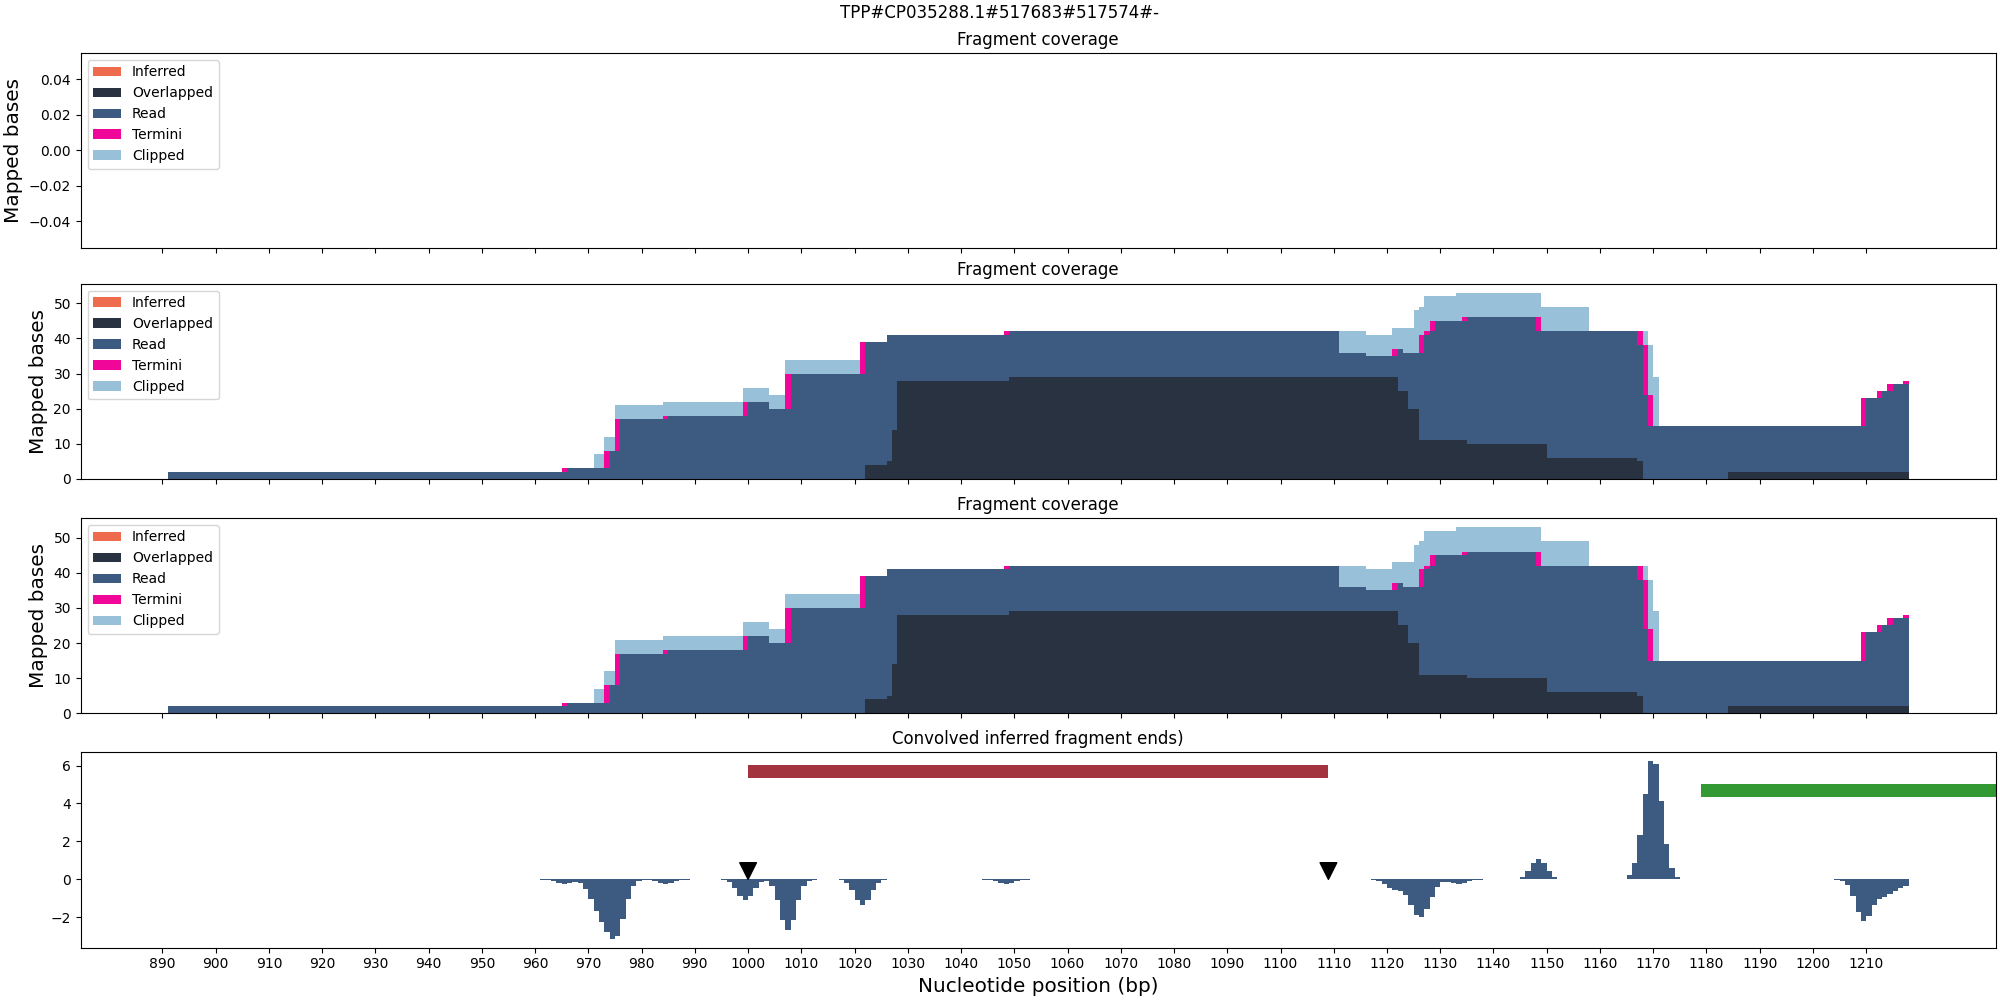 TPP#CP035288.1#517683#517574#-
Fragment coverage
Mapped bases
0.04
0.02
0.00
−0.02
−0.04
Inferred
Overlapped
Read
Termini
Clipped
Fragment coverage
Mapped bases
50
40
30
20
10
0
Inferred
Overlapped
Read
Termini
Clipped
Fragment coverage
Mapped bases
50
40
30
20
10
0
Inferred
Overlapped
Read
Termini
Clipped
Convolved inferred fragment ends)
6
4
2
0
−2
890 900 910 920 930 940 950 960 970 980 990 1000 1010 1020 1030 1040 1050 1060 1070 1080 1090 1100 1110 1120 1130 1140 1150 1160 1170 1180 1190 1200 1210
Nucleotide position (bp)